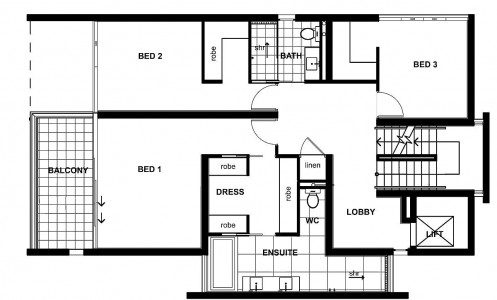 BED 2
robe
shr
BATH
BED 3
BALCONY
BED 1
robe
DRESS
robe
robe
linen
WC
LOBBY
LIFT
ENSUITE
shr